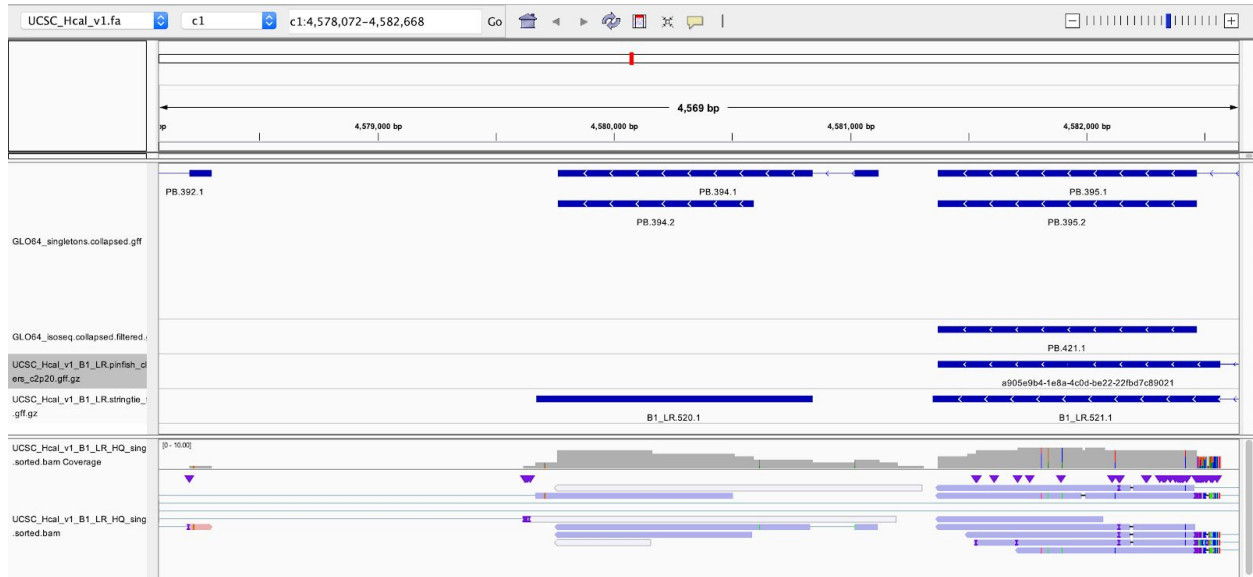 UCSC_Hcal_v1.fa c1 c1:4,578,072-4,582,668 Go
4,569 bp
bp 4,579,000 bp 4,580,000 bp 4,581,000 bp 4,582,000 bp
PB.392.1 PB.394.1 PB.395.1
PB.394.2 PB.395.2
GLO64_singletons.collapsed.gff
GLO64_isoseq.collapsed.filtered.
PB.421.1
UCSC_Hcal_v1_B1_LR.pinfish_cl
ers_c2p20.gff.gz
a905e9b4-1e8a-4c0d-be22-22fbd7c89021
UCSC_Hcal_v1_B1_LR.stringtie_
.gff.gz
B1_LR.520.1 B1_LR.521.1
UCSC_Hcal_v1_B1_LR_HQ_sing
.sorted.bam Coverage
[0 - 10.00]
UCSC_Hcal_v1_B1_LR_HQ_sing
.sorted.bam